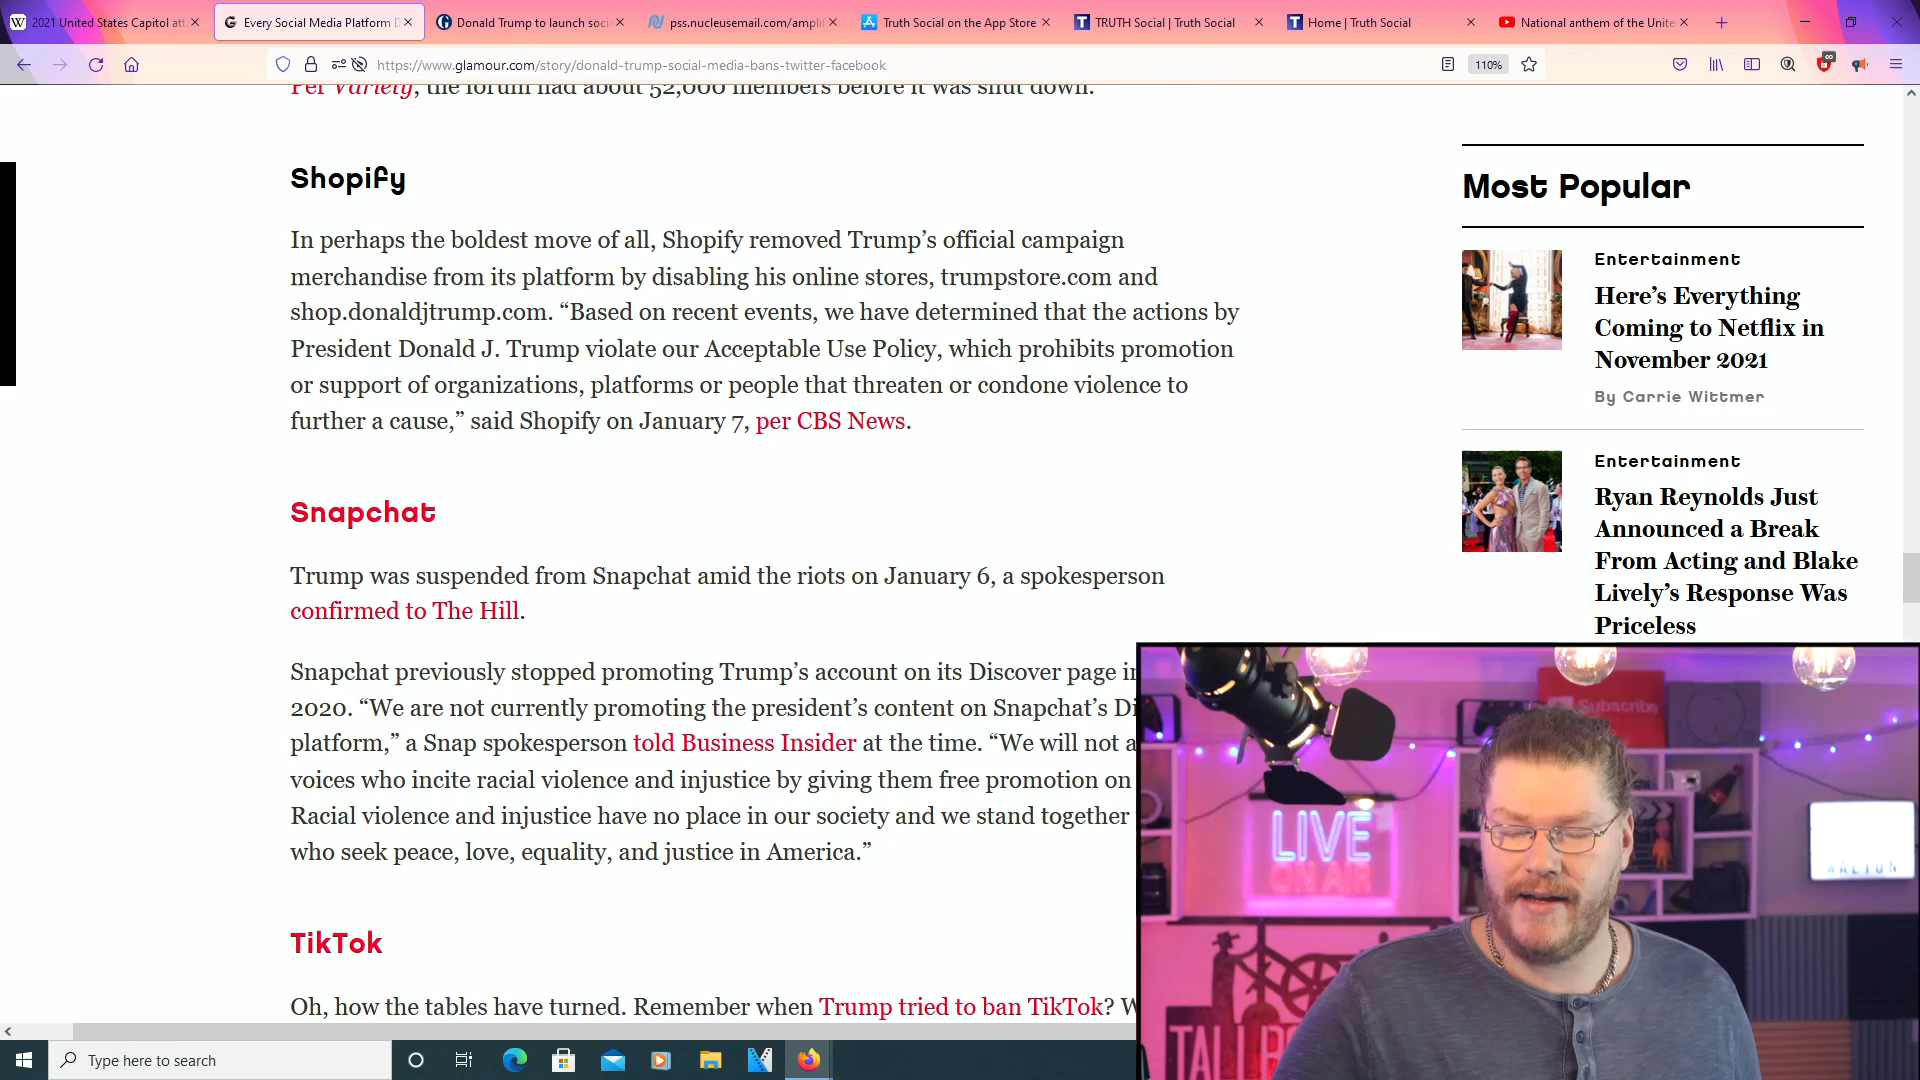 2021 United States Capitol att
Every Social Media Platform D
Donald Trump to launch soci
pss.nucleusemail.com/amplif
Truth Social on the App Store
TRUTH Social | Truth Social
Home | Truth Social
National anthem of the Unite
https://www.glamour.com/story/donald-trump-social-media-bans-twitter-facebook
110%
Per Variety, the forum had about 52,000 members before it was shut down.
Shopify
In perhaps the boldest move of all, Shopify removed Trump’s official campaign
merchandise from its platform by disabling his online stores, trumpstore.com and
shop.donaldjtrump.com. “Based on recent events, we have determined that the actions by
President Donald J. Trump violate our Acceptable Use Policy, which prohibits promotion
or support of organizations, platforms or people that threaten or condone violence to
further a cause,” said Shopify on January 7, per CBS News.
Snapchat
Trump was suspended from Snapchat amid the riots on January 6, a spokesperson
confirmed to The Hill.
Snapchat previously stopped promoting Trump’s account on its Discover page in
2020. “We are not currently promoting the president’s content on Snapchat’s Di
platform,” a Snap spokesperson told Business Insider at the time. “We will not a
voices who incite racial violence and injustice by giving them free promotion on
Racial violence and injustice have no place in our society and we stand together
who seek peace, love, equality, and justice in America.”
TikTok
Oh, how the tables have turned. Remember when Trump tried to ban TikTok? W
Most Popular
Entertainment
Here’s Everything
Coming to Netflix in
November 2021
By Carrie Wittmer
Entertainment
Ryan Reynolds Just
Announced a Break
From Acting and Blake
Lively’s Response Was
Priceless
Subscribe
LIVE
ON AIR
TALLB
Type here to search